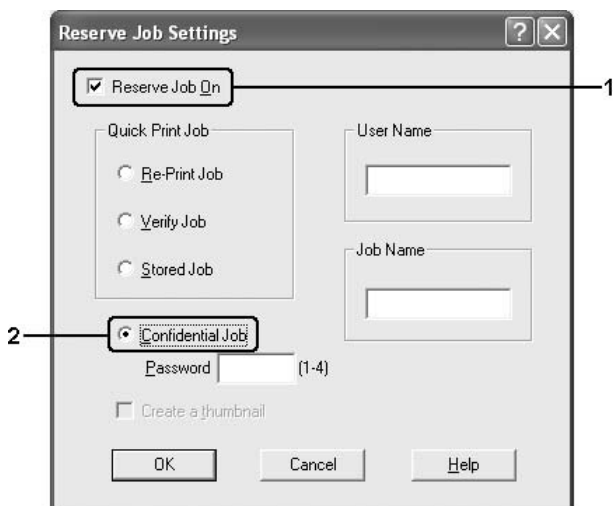 Reserve Job Settings
Reserve Job On
1
Quick Print Job
Re-Print Job
Verify Job
Stored Job
User Name
Job Name
2
Confidential Job
Password (1-4)
Create a thumbnail
OK
Cancel
Help